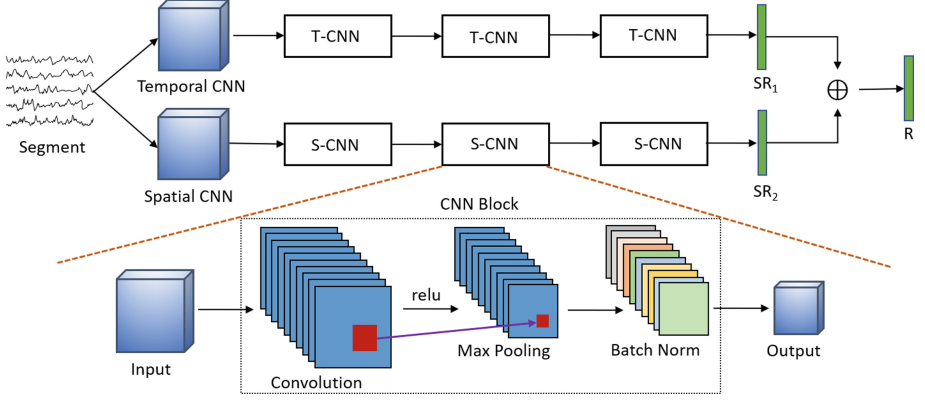 T-CNN
T-CNN
T-CNN
Temporal CNN
SR1
Segment
R
S-CNN
S-CNN
S-CNN
Spatial CNN
SR2
CNN Block
relu
Input
Convolution
Max Pooling
Batch Norm
Output